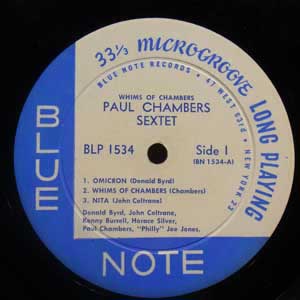 33⅓ MICROGROOVE LONG PLAYING
BLUE NOTE RECORDS • 47 WEST 63rd • NEW YORK 23
WHIMS OF CHAMBERS
PAUL CHAMBERS
SEXTET
BLP 1534
Side 1
(BN 1534-A)
1. OMICRON (Donald Byrd)
2. WHIMS OF CHAMBERS (Chambers)
3. NITA (John Coltrane)
Donald Byrd, John Coltrane,
Kenny Burrell, Horace Silver,
Paul Chambers, "Philly" Joe Jones.
BLUE
NOTE